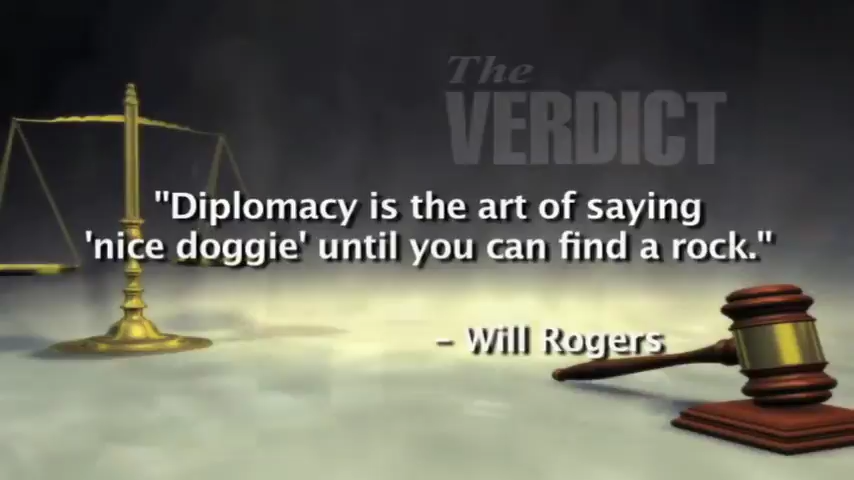 The
VERDICT
"Diplomacy is the art of saying
'nice doggie' until you can find a rock."
– Will Rogers